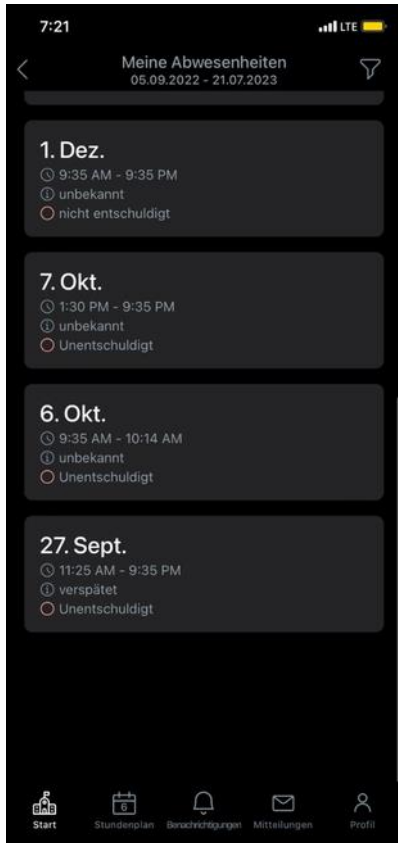 7:21
LTE
Meine Abwesenheiten
05.09.2022 - 21.07.2023
1. Dez.
9:35 AM - 9:35 PM
unbekannt
nicht entschuldigt
7. Okt.
1:30 PM - 9:35 PM
unbekannt
Unentschuldigt
6. Okt.
9:35 AM - 10:14 AM
unbekannt
Unentschuldigt
27. Sept.
11:25 AM - 9:35 PM
verspätet
Unentschuldigt
6
Start Stundenplan Benachrichtigungen Mitteilungen Profil